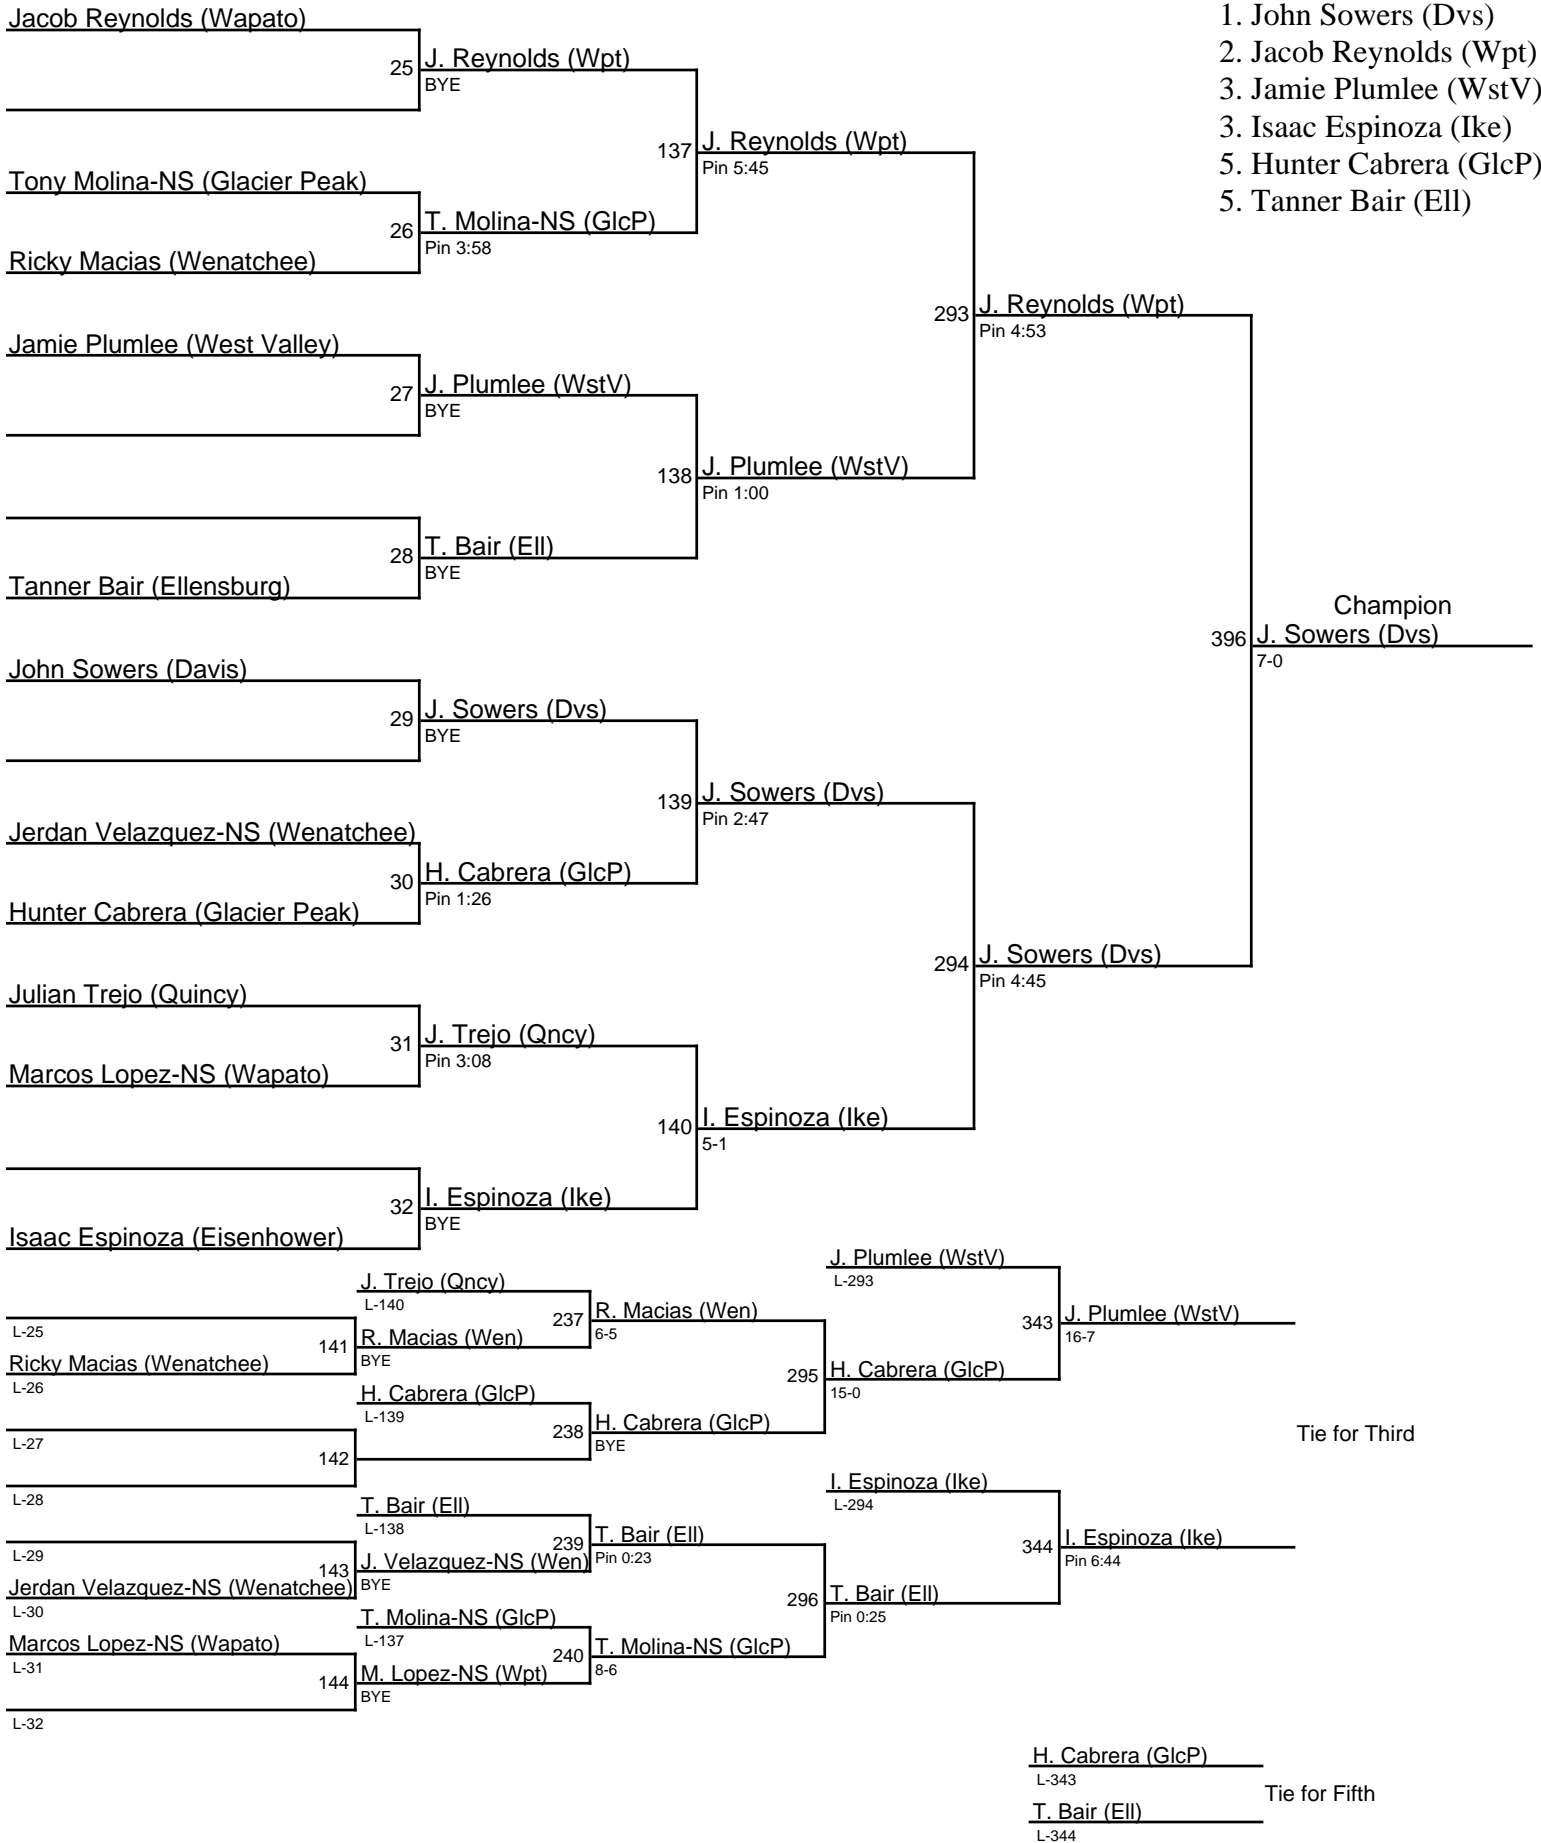 1. John Sowers (Dvs)
2. Jacob Reynolds (Wpt)
3. Jamie Plumlee (WstV)
3. Isaac Espinoza (Ike)
5. Hunter Cabrera (GlcP)
5. Tanner Bair (Ell)
Jacob Reynolds (Wapato)
25 J. Reynolds (Wpt)
BYE
137 J. Reynolds (Wpt)
Pin 5:45
Tony Molina-NS (Glacier Peak)
26 T. Molina-NS (GlcP)
Pin 3:58
Ricky Macias (Wenatchee)
293 J. Reynolds (Wpt)
Pin 4:53
Jamie Plumlee (West Valley)
27 J. Plumlee (WstV)
BYE
138 J. Plumlee (WstV)
Pin 1:00
28 T. Bair (Ell)
BYE
Tanner Bair (Ellensburg)
Champion
396 J. Sowers (Dvs)
7-0
John Sowers (Davis)
29 J. Sowers (Dvs)
BYE
139 J. Sowers (Dvs)
Pin 2:47
Jerdan Velazquez-NS (Wenatchee)
30 H. Cabrera (GlcP)
Pin 1:26
Hunter Cabrera (Glacier Peak)
294 J. Sowers (Dvs)
Pin 4:45
Julian Trejo (Quincy)
31 J. Trejo (Qncy)
Pin 3:08
Marcos Lopez-NS (Wapato)
140 I. Espinoza (Ike)
5-1
32 I. Espinoza (Ike)
BYE
Isaac Espinoza (Eisenhower)
J. Plumlee (WstV)
L-293
J. Trejo (Qncy)
L-140
237 R. Macias (Wen)
6-5
343 J. Plumlee (WstV)
16-7
L-25
141 R. Macias (Wen)
BYE
Ricky Macias (Wenatchee)
L-26
295 H. Cabrera (GlcP)
15-0
H. Cabrera (GlcP)
L-139
238 H. Cabrera (GlcP)
BYE
L-27
142
L-28
Tie for Third
I. Espinoza (Ike)
L-294
T. Bair (Ell)
L-138
239 T. Bair (Ell)
Pin 0:23
344 I. Espinoza (Ike)
Pin 6:44
L-29
143 J. Velazquez-NS (Wen)
BYE
Jerdan Velazquez-NS (Wenatchee)
L-30
296 T. Bair (Ell)
Pin 0:25
T. Molina-NS (GlcP)
L-137
240 T. Molina-NS (GlcP)
8-6
Marcos Lopez-NS (Wapato)
L-31
144 M. Lopez-NS (Wpt)
BYE
L-32
H. Cabrera (GlcP)
L-343
Tie for Fifth
T. Bair (Ell)
L-344